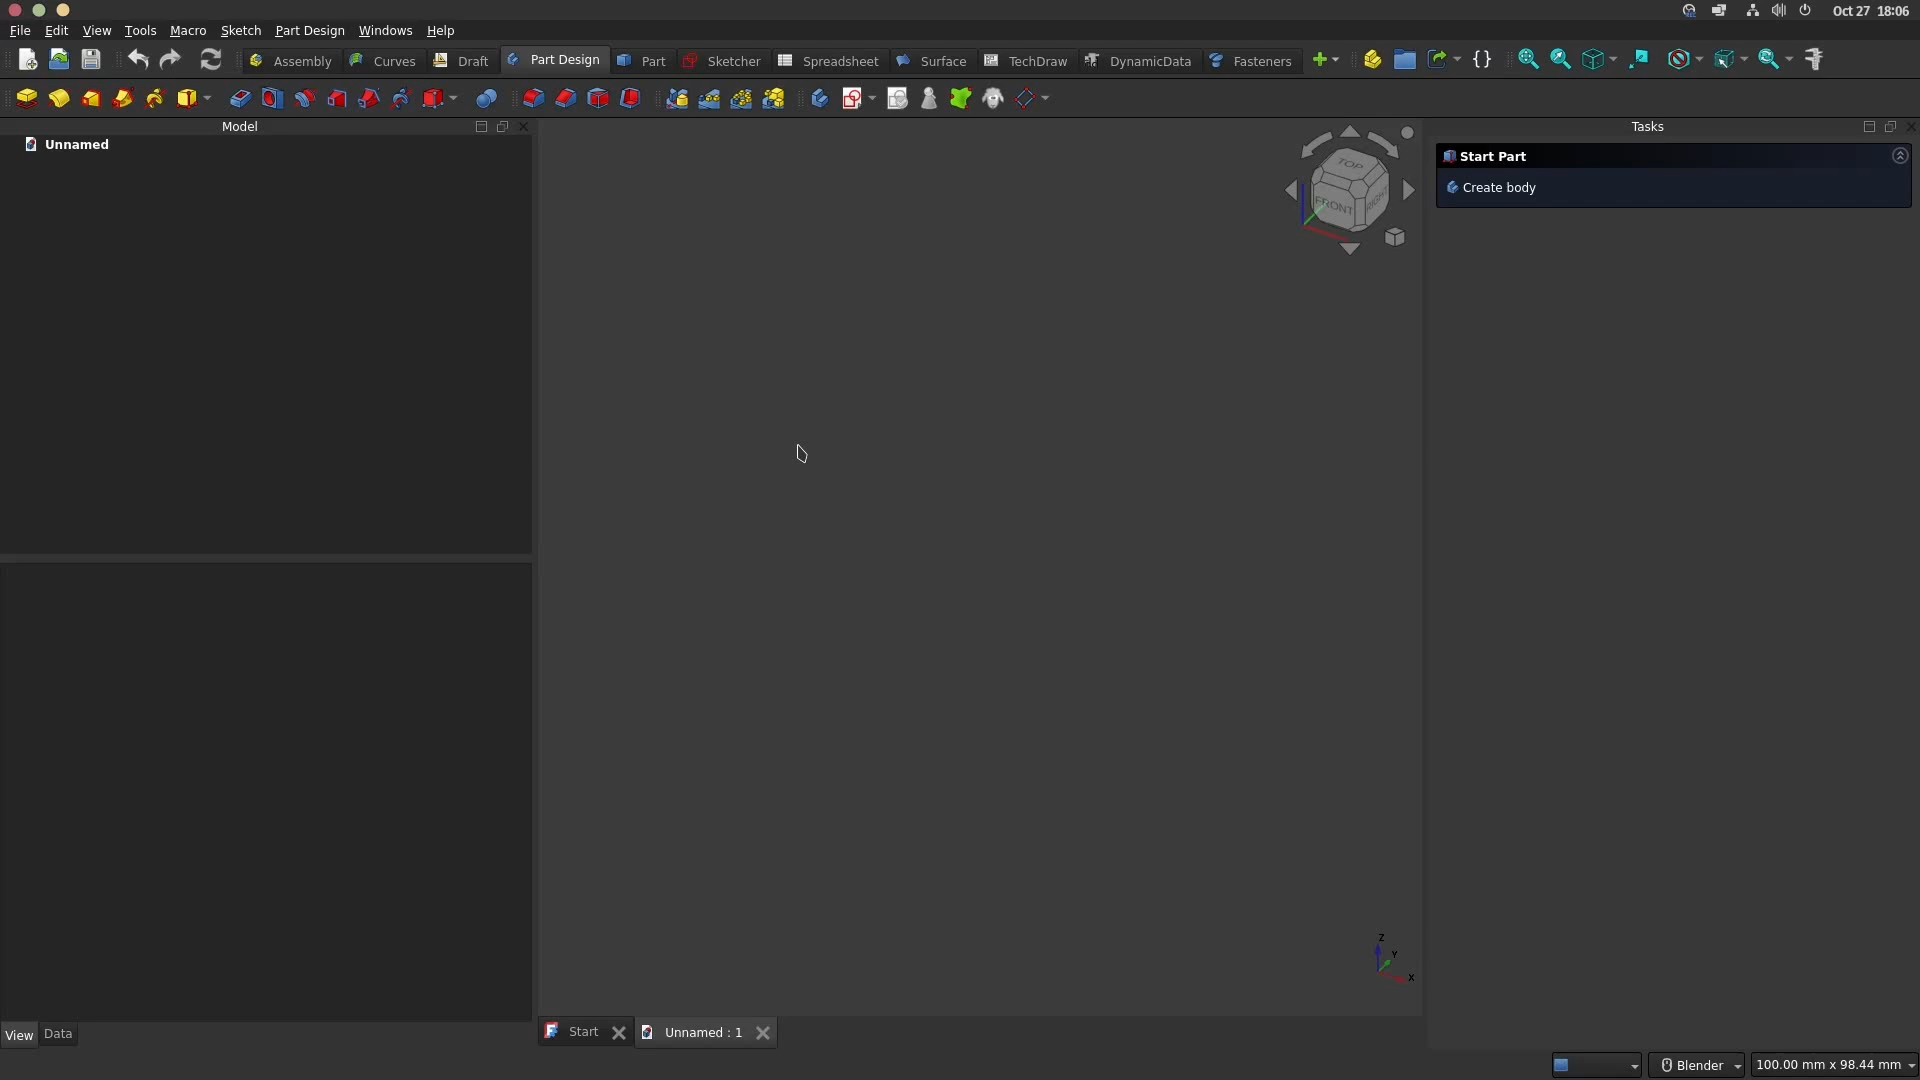 Oct 27 18:06
File Edit View Tools Macro Sketch Part Design Windows Help
Assembly Curves Draft Part Design Part Sketcher Spreadsheet Surface TechDraw DynamicData Fasteners
Model
Tasks
Unnamed
Start Part
Create body
TOP
FRONT
RIGHT
Z
Y
X
View Data
Start
Unnamed : 1
Blender
100.00 mm x 98.44 mm